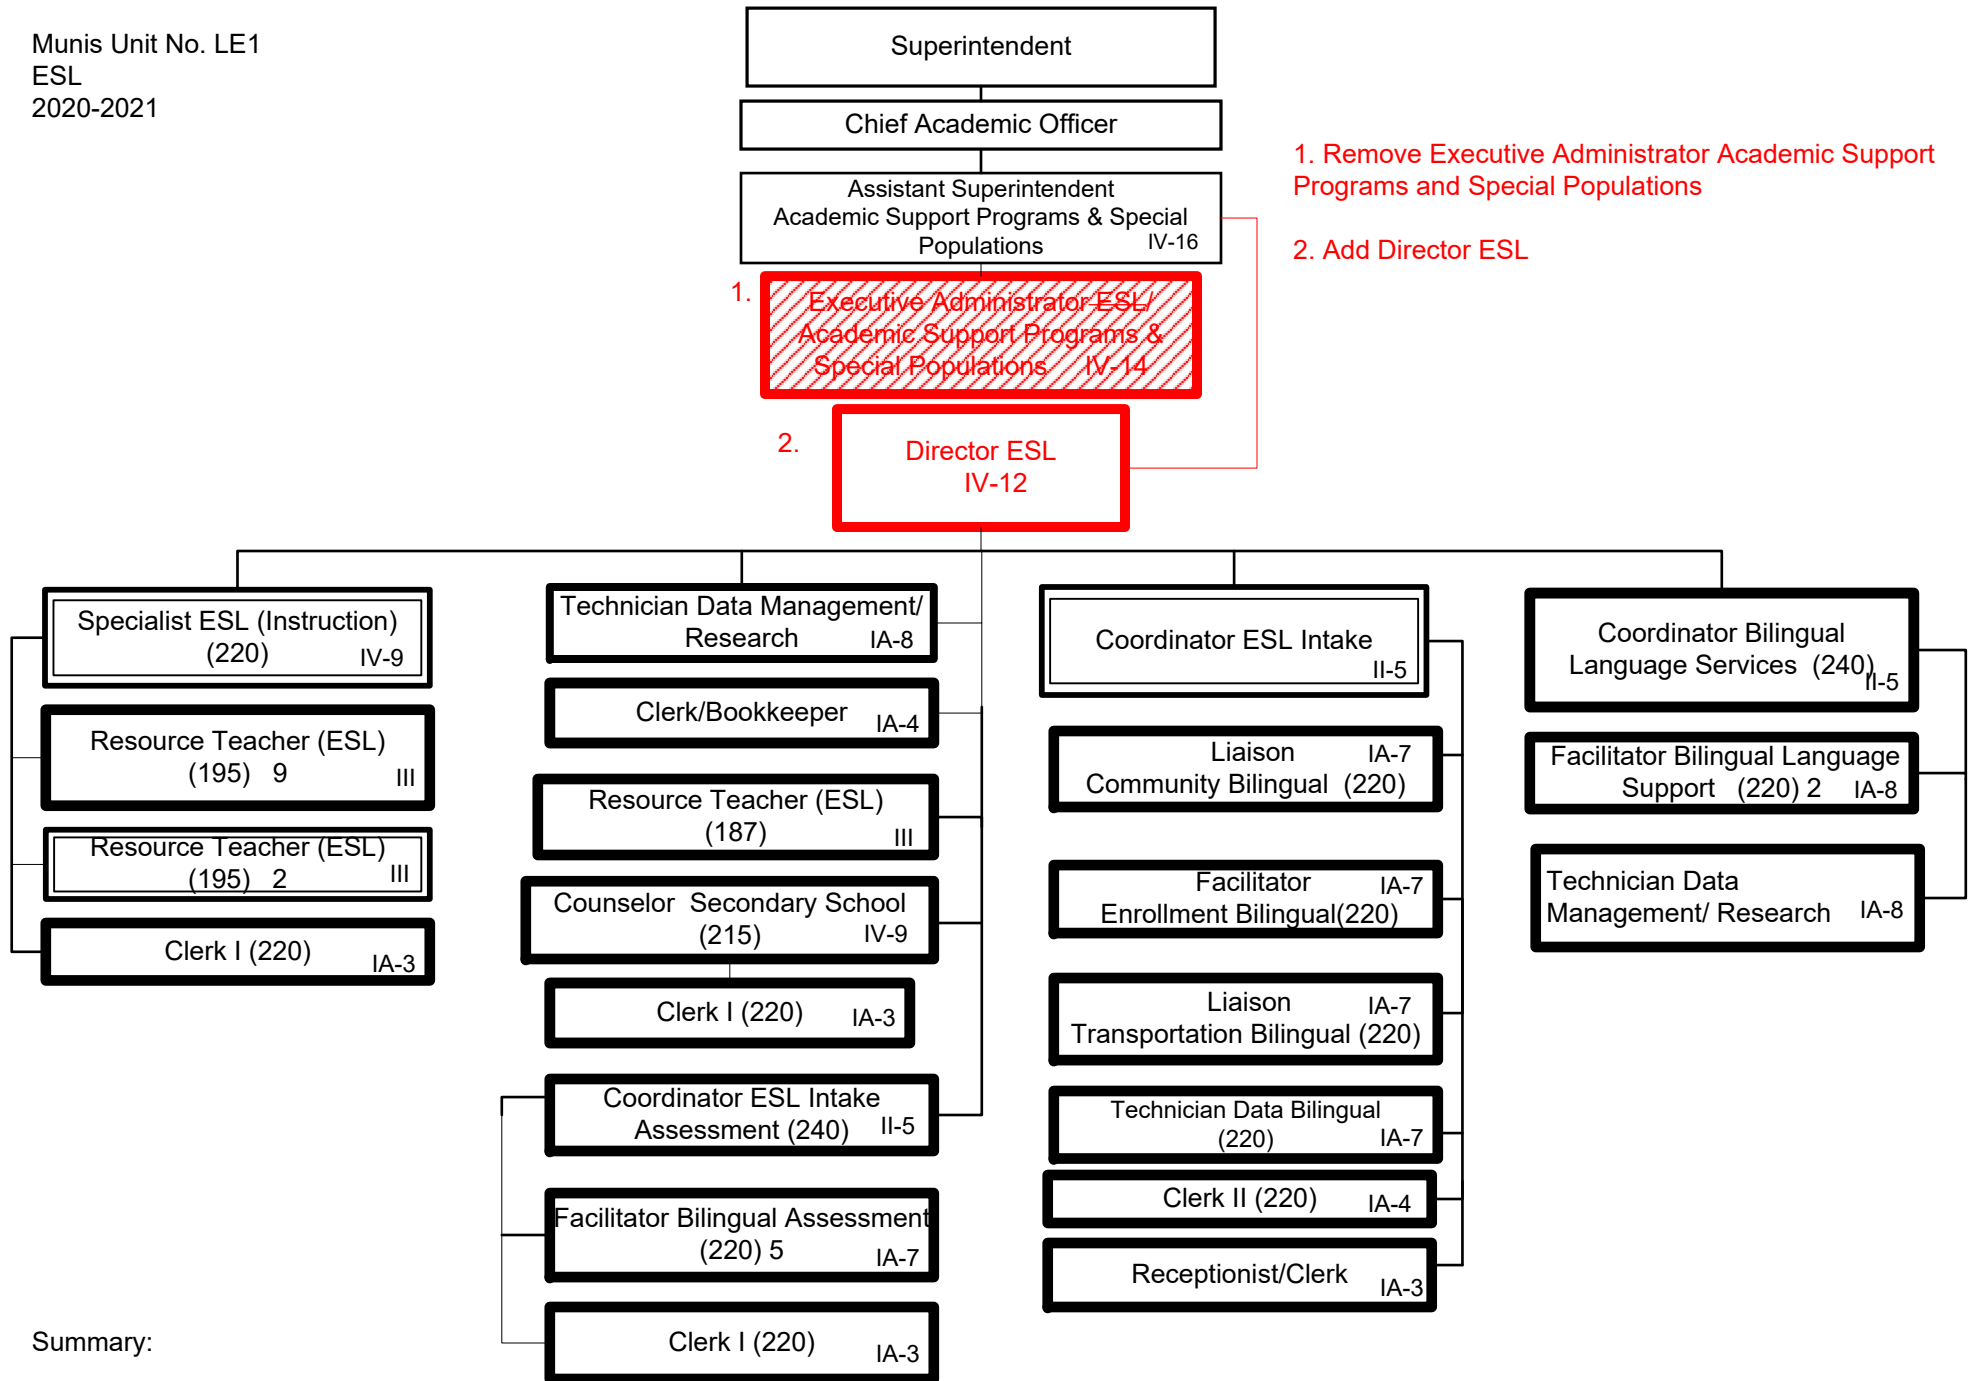 Munis Unit No. LE1
ESL
2020-2021
Superintendent
Chief Academic Officer
Assistant Superintendent
Academic Support Programs & Special
Populations IV-16
1. Remove Executive Administrator Academic Support
Programs and Special Populations
2. Add Director ESL
1.
Executive Administrator ESL/
Academic Support Programs &
Special Populations IV-14
2.
Director ESL
IV-12
Specialist ESL (Instruction)
(220) IV-9
Resource Teacher (ESL)
(195) 9 III
Resource Teacher (ESL)
(195) 2 III
Clerk I (220) IA-3
Technician Data Management/
Research IA-8
Clerk/Bookkeeper IA-4
Resource Teacher (ESL)
(187) III
Counselor Secondary School
(215) IV-9
Clerk I (220) IA-3
Coordinator ESL Intake
Assessment (240) II-5
Facilitator Bilingual Assessment
(220) 5 IA-7
Clerk I (220) IA-3
Coordinator ESL Intake
II-5
Liaison IA-7
Community Bilingual (220)
Facilitator IA-7
Enrollment Bilingual(220)
Liaison IA-7
Transportation Bilingual (220)
Technician Data Bilingual
(220) IA-7
Clerk II (220) IA-4
Receptionist/Clerk IA-3
Coordinator Bilingual
Language Services (240) II-5
Facilitator Bilingual Language
Support (220) 2 IA-8
Technician Data
Management/ Research IA-8
Summary: